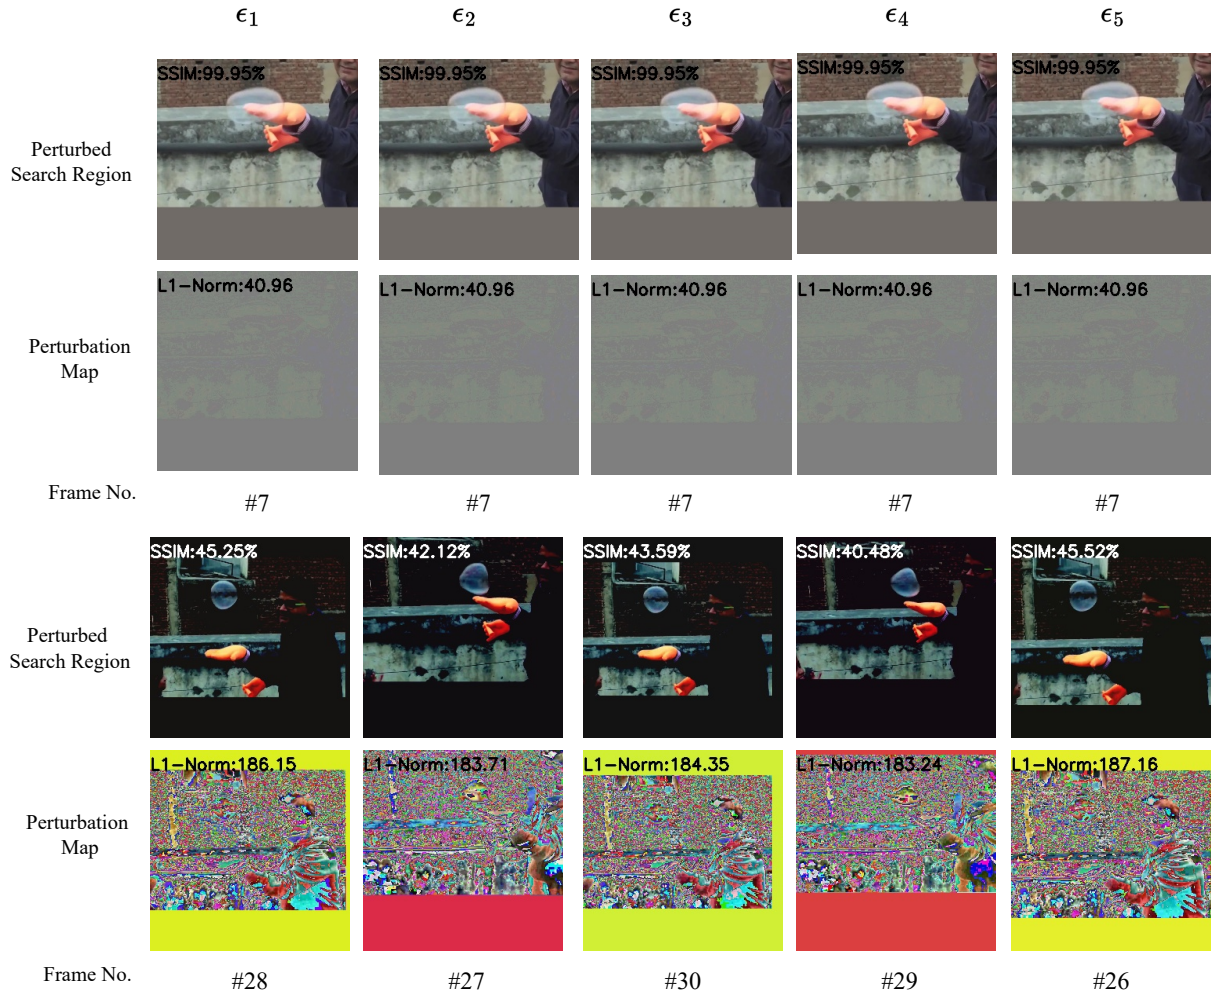 ϵ1 ϵ2 ϵ3 ϵ4 ϵ5
Perturbed
Search Region
SSIM:99.95% SSIM:99.95% SSIM:99.95% SSIM:99.95% SSIM:99.95%
Perturbation
Map
L1-Norm:40.96 L1-Norm:40.96 L1-Norm:40.96 L1-Norm:40.96 L1-Norm:40.96
Frame No. #7 #7 #7 #7 #7
Perturbed
Search Region
SSIM:45.25% SSIM:42.12% SSIM:43.59% SSIM:40.48% SSIM:45.52%
Perturbation
Map
L1-Norm:186.15 L1-Norm:183.71 L1-Norm:184.35 L1-Norm:183.24 L1-Norm:187.16
Frame No. #28 #27 #30 #29 #26